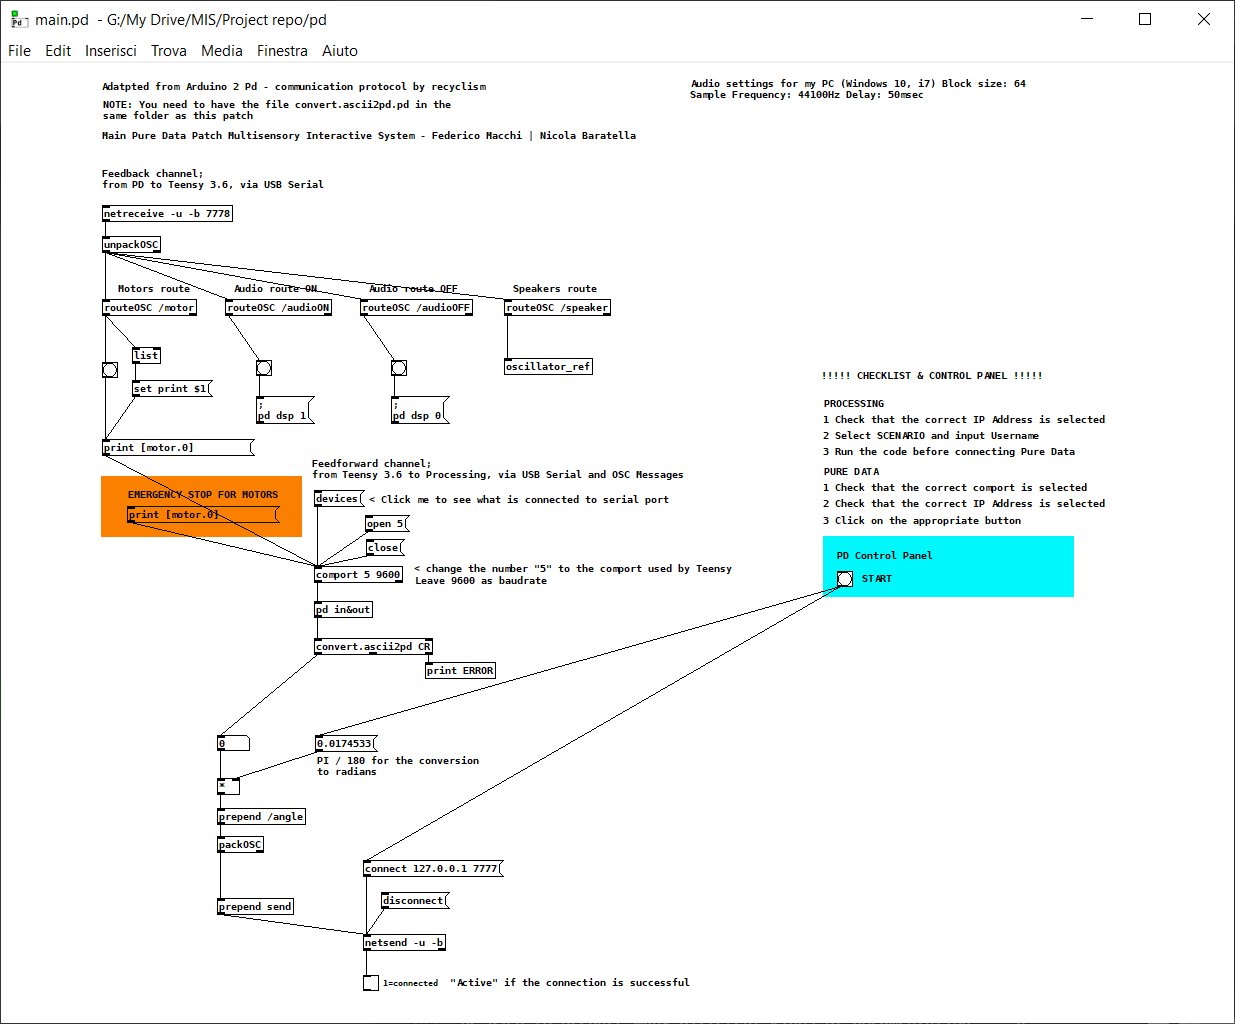 main.pd  - G:/My Drive/MIS/Project repo/pd
File Edit Inserisci Trova Media Finestra Aiuto
Adatpted from Arduino 2 Pd - communication protocol by recyclism
NOTE: You need to have the file convert.ascii2pd.pd in the
same folder as this patch
Main Pure Data Patch Multisensory Interactive System - Federico Macchi | Nicola Baratella
Audio settings for my PC (Windows 10, i7) Block size: 64
Sample Frequency: 44100Hz Delay: 50msec
Feedback channel;
from PD to Teensy 3.6, via USB Serial
netreceive -u -b 7778
unpackOSC
Motors route
Audio route ON
Audio route OFF
Speakers route
routeOSC /motor
routeOSC /audioON
routeOSC /audioOFF
routeOSC /speaker
list
set print $1
oscillator_ref
;
pd dsp 1
;
pd dsp 0
print [motor.0]
EMERGENCY STOP FOR MOTORS
print [motor.0]
Feedforward channel;
from Teensy 3.6 to Processing, via USB Serial and OSC Messages
devices
< Click me to see what is connected to serial port
open 5
close
comport 5 9600
< change the number "5" to the comport used by Teensy
Leave 9600 as baudrate
pd in&out
convert.ascii2pd CR
print ERROR
!!!!! CHECKLIST & CONTROL PANEL !!!!!
PROCESSING
1 Check that the correct IP Address is selected
2 Select SCENARIO and input Username
3 Run the code before connecting Pure Data
PURE DATA
1 Check that the correct comport is selected
2 Check that the correct IP Address is selected
3 Click on the appropriate button
PD Control Panel
START
0
0.0174533
PI / 180 for the conversion
to radians
*
prepend /angle
packOSC
connect 127.0.0.1 7777
disconnect
prepend send
netsend -u -b
1=connected
"Active" if the connection is successful